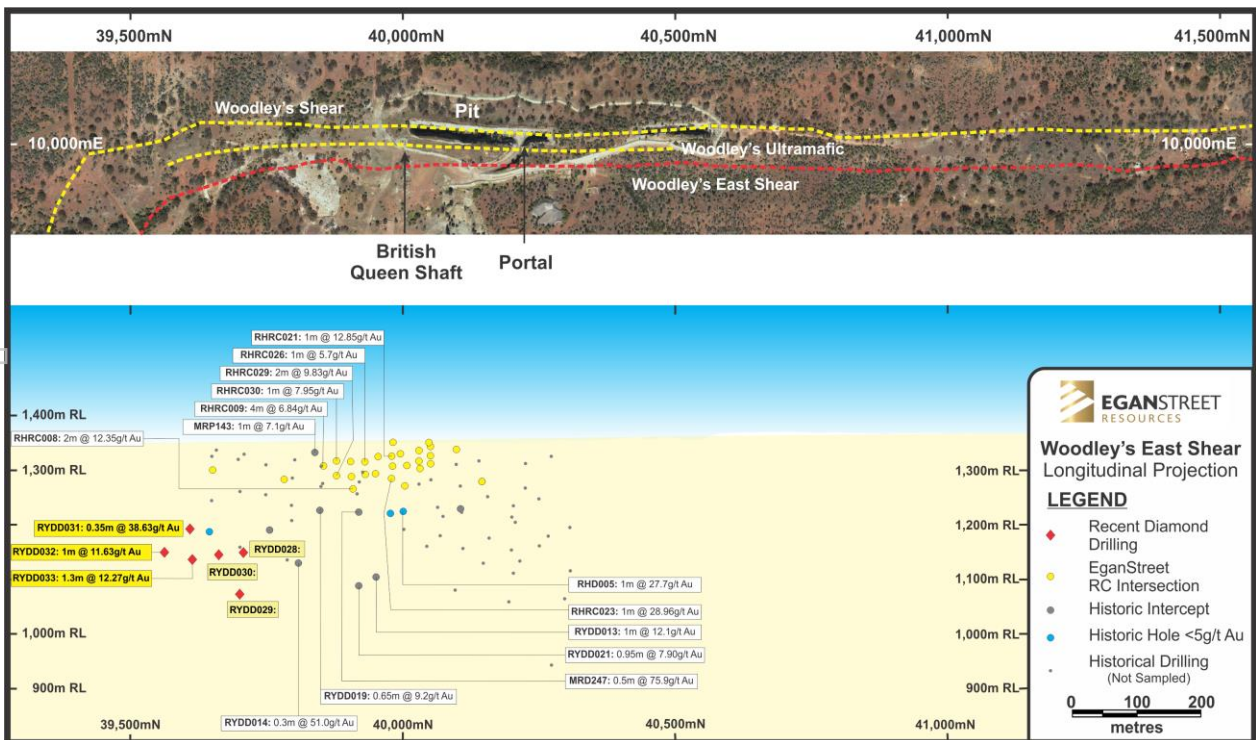 39,500mN 40,000mN 40,500mN 41,000mN 41,500mN
Woodley's Shear
Pit
10,000mE
10,000mE
Woodley's Ultramafic
Woodley's East Shear
British
Queen Shaft
Portal
RHRC021: 1m @ 12.85g/t Au
RHRC026: 1m @ 5.7g/t Au
RHRC029: 2m @ 9.83g/t Au
RHRC030: 1m @ 7.95g/t Au
RHRC009: 4m @ 6.84g/t Au
MRP143: 1m @ 7.1g/t Au
RHRC008: 2m @ 12.35g/t Au
1,400m RL
1,300m RL
RYDD031: 0.35m @ 38.63g/t Au
RYDD032: 1m @ 11.63g/t Au
RYDD033: 1.3m @ 12.27g/t Au
RYDD028:
RYDD030:
RYDD029:
1,000m RL
900m RL
RYDD019: 0.65m @ 9.2g/t Au
RYDD014: 0.3m @ 51.0g/t Au
RHD005: 1m @ 27.7g/t Au
RHRC023: 1m @ 28.96g/t Au
RYDD013: 1m @ 12.1g/t Au
RYDD021: 0.95m @ 7.90g/t Au
MRD247: 0.5m @ 75.9g/t Au
1,300m RL
1,200m RL
1,100m RL
1,000m RL
900m RL
39,500mN 40,000mN 40,500mN 41,000mN
EGANSTREET
RESOURCES
Woodley's East Shear
Longitudinal Projection
LEGEND
Recent Diamond
Drilling
EganStreet
RC Intersection
Historic Intercept
Historic Hole <5g/t Au
Historical Drilling
(Not Sampled)
0 200
metres